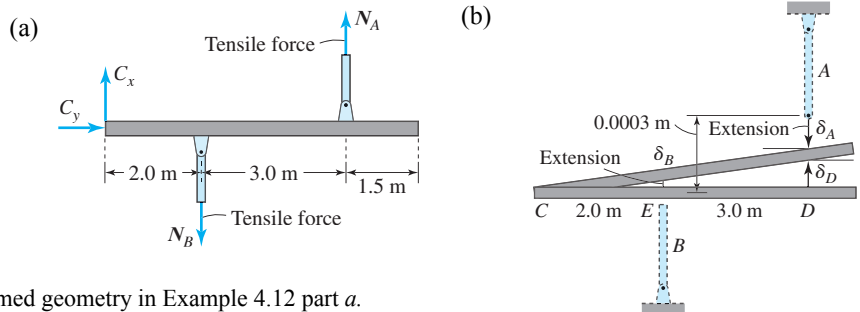 (a)
N_A
Tensile force
C_x
C_y
2.0 m
3.0 m
1.5 m
Tensile force
N_B
(b)
A
0.0003 m
Extension
δ_A
Extension
δ_B
δ_D
C
2.0 m
E
3.0 m
D
B
med geometry in Example 4.12 part a.